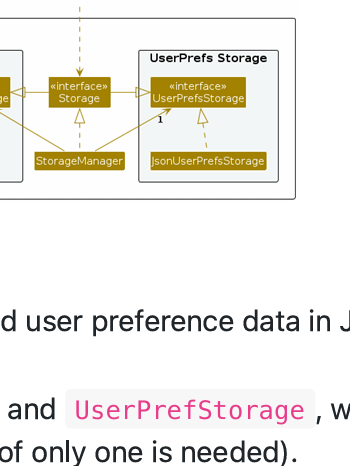 UserPrefs Storage
«interface»
Storage
«interface»
UserPrefsStorage
1
StorageManager
JsonUserPrefsStorage
d user preference data in J
and UserPrefStorage, w
of only one is needed).